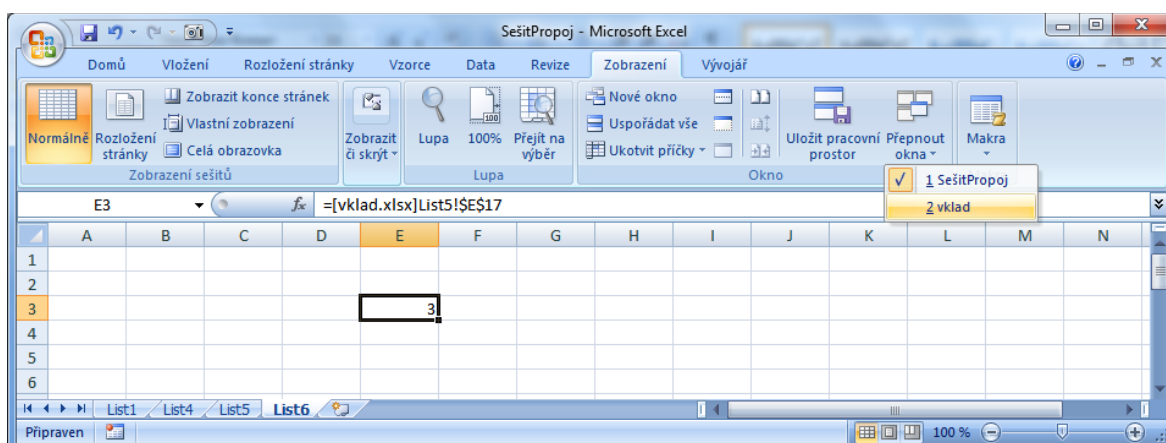 SešitPropoj - Microsoft Excel
Domů Vložení Rozložení stránky Vzorce Data Revize Zobrazení Vývojář
Normálně
Rozložení stránky
Zobrazit konce stránek
Vlastní zobrazení
Celá obrazovka
Zobrazení sešitů
Zobrazit či skrýt
Lupa
100%
Přejít na výběr
Lupa
Nové okno
Uspořádat vše
Ukotvit příčky
Uložit pracovní prostor
Přepnout okna
Okno
Makra
1 SešitPropoj
2 vklad
E3 fx =[vklad.xlsx]List5!$E$17
A B C D E F G H I J K L M N
1
2
3 3
4
5
6
List1 List4 List5 List6
Připraven 100 %